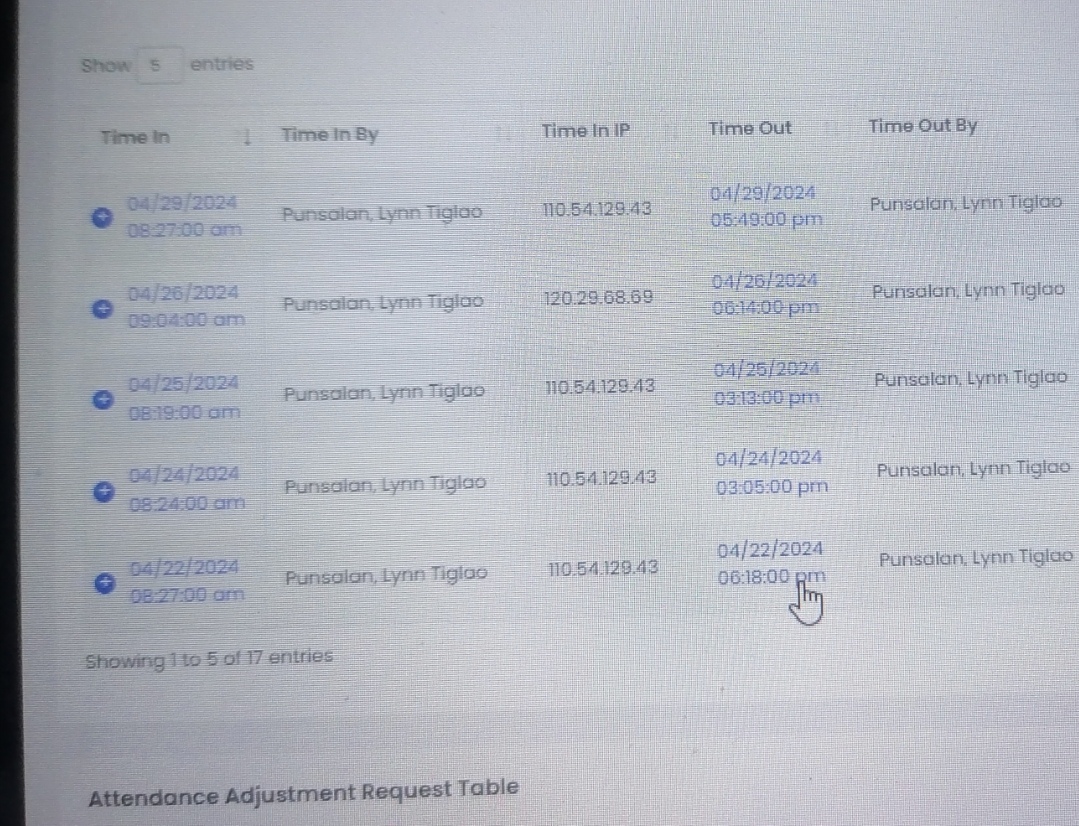 Show 5 entries
Time In Time In By Time In IP Time Out Time Out By
04/29/2024 04/29/2024
08:27:00 am Punsalan, Lynn Tiglao 110.54.129.43 05:49:00 pm Punsalan, Lynn Tiglao
04/26/2024 04/26/2024
09:04:00 am Punsalan, Lynn Tiglao 120.29.68.69 06:14:00 pm Punsalan, Lynn Tiglao
04/25/2024 04/25/2024
08:19:00 am Punsalan, Lynn Tiglao 110.54.129.43 03:13:00 pm Punsalan, Lynn Tiglao
04/24/2024 04/24/2024
08:24:00 am Punsalan, Lynn Tiglao 110.54.129.43 03:05:00 pm Punsalan, Lynn Tiglao
04/22/2024 04/22/2024
08:27:00 am Punsalan, Lynn Tiglao 110.54.129.43 06:18:00 pm Punsalan, Lynn Tiglao
Showing 1 to 5 of 17 entries
Attendance Adjustment Request Table